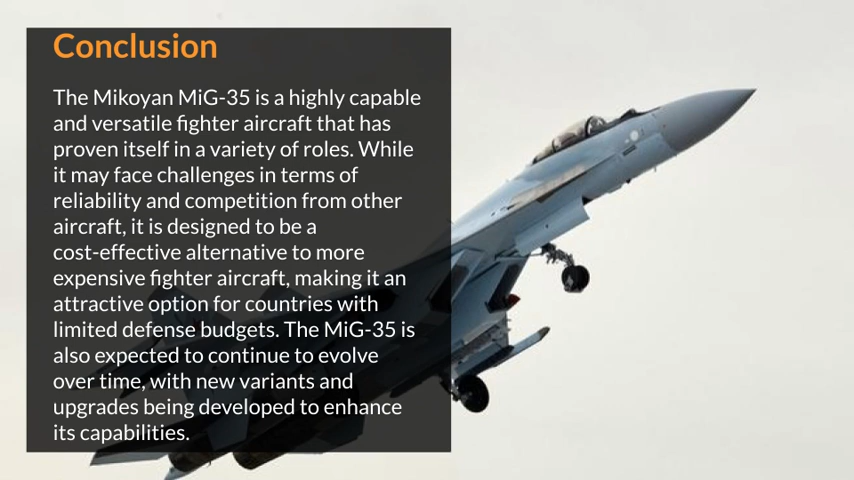 Conclusion
The Mikoyan MiG-35 is a highly capable
and versatile fighter aircraft that has
proven itself in a variety of roles. While
it may face challenges in terms of
reliability and competition from other
aircraft, it is designed to be a
cost-effective alternative to more
expensive fighter aircraft, making it an
attractive option for countries with
limited defense budgets. The MiG-35 is
also expected to continue to evolve
over time, with new variants and
upgrades being developed to enhance
its capabilities.